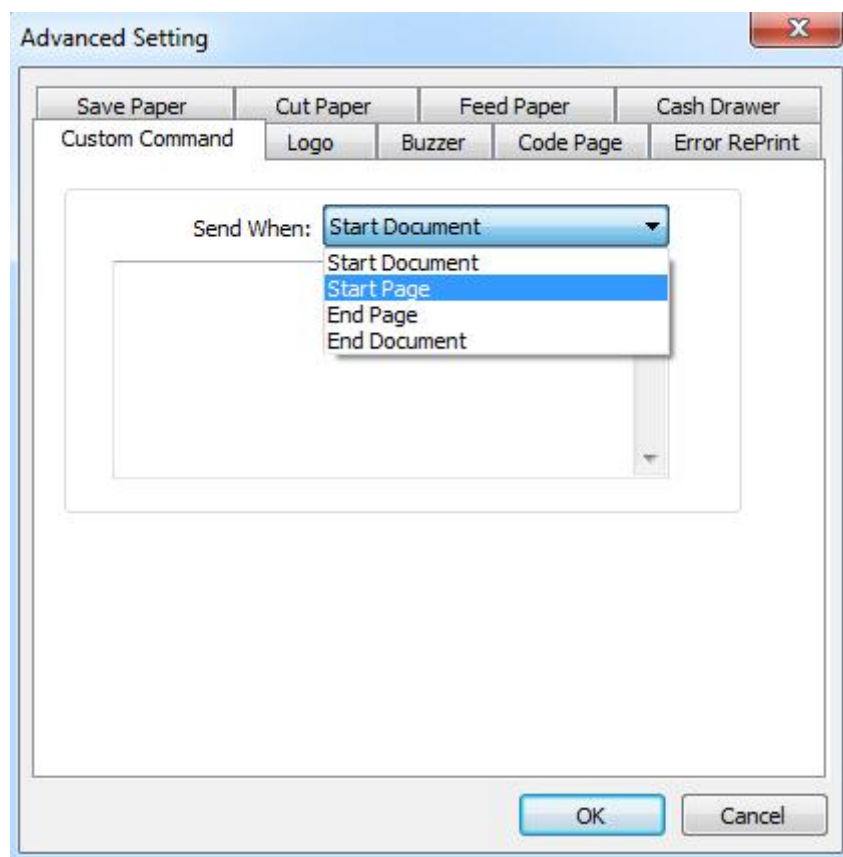 Advanced Setting
Save Paper Cut Paper Feed Paper Cash Drawer
Custom Command Logo Buzzer Code Page Error RePrint
Send When: Start Document
Start Document
Start Page
End Page
End Document
OK Cancel